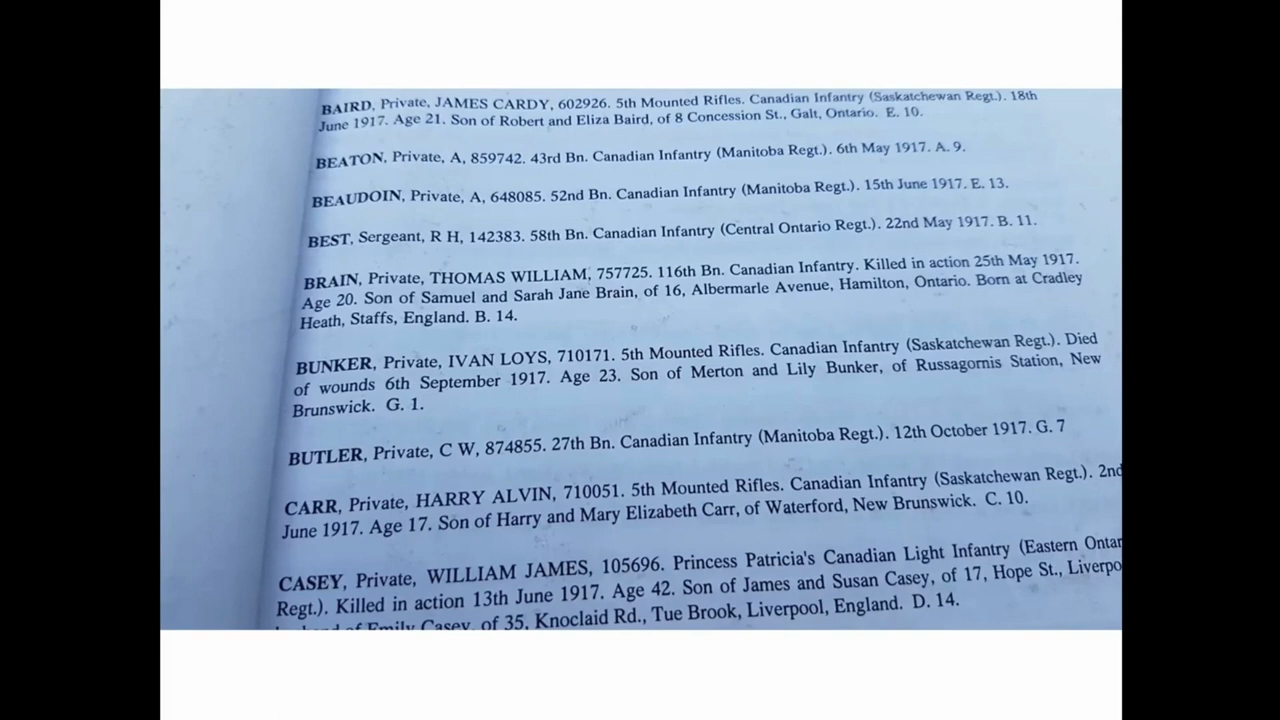 BAIRD, Private, JAMES CARDY, 602926. 5th Mounted Rifles. Canadian Infantry (Saskatchewan Regt.). 18th
June 1917. Age 21. Son of Robert and Eliza Baird, of 8 Concession St., Galt, Ontario. E. 10.
BEATON, Private, A, 859742. 43rd Bn. Canadian Infantry (Manitoba Regt.). 6th May 1917. A. 9.
BEAUDOIN, Private, A, 648085. 52nd Bn. Canadian Infantry (Manitoba Regt.). 15th June 1917. E. 13.
BEST, Sergeant, R H, 142383. 58th Bn. Canadian Infantry (Central Ontario Regt.). 22nd May 1917. B. 11.
BRAIN, Private, THOMAS WILLIAM, 757725. 116th Bn. Canadian Infantry. Killed in action 25th May 1917.
Age 20. Son of Samuel and Sarah Jane Brain, of 16, Albermarle Avenue, Hamilton, Ontario. Born at Cradley
Heath, Staffs, England. B. 14.
BUNKER, Private, IVAN LOYS, 710171. 5th Mounted Rifles. Canadian Infantry (Saskatchewan Regt.). Died
of wounds 6th September 1917. Age 23. Son of Merton and Lily Bunker, of Russagornis Station, New
Brunswick. G. 1.
BUTLER, Private, C W, 874855. 27th Bn. Canadian Infantry (Manitoba Regt.). 12th October 1917. G. 7
CARR, Private, HARRY ALVIN, 710051. 5th Mounted Rifles. Canadian Infantry (Saskatchewan Regt.). 2nd
June 1917. Age 17. Son of Harry and Mary Elizabeth Carr, of Waterford, New Brunswick. C. 10.
CASEY, Private, WILLIAM JAMES, 105696. Princess Patricia's Canadian Light Infantry (Eastern Ontar
Regt.). Killed in action 13th June 1917. Age 42. Son of James and Susan Casey, of 17, Hope St., Liverpo
of Emily Casey, of 35, Knoclaid Rd., Tue Brook, Liverpool, England. D. 14.